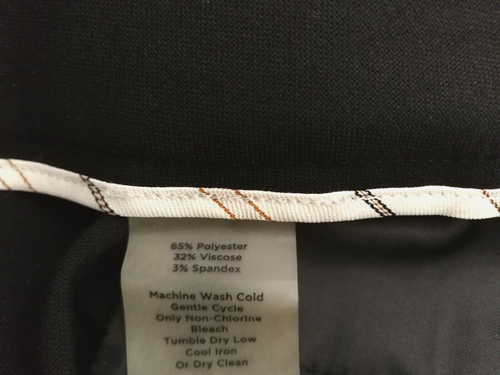 65% Polyester
32% Viscose
3% Spandex
Machine Wash Cold
Gentle Cycle
Only Non-Chlorine
Bleach
Tumble Dry Low
Cool Iron
Or Dry Clean